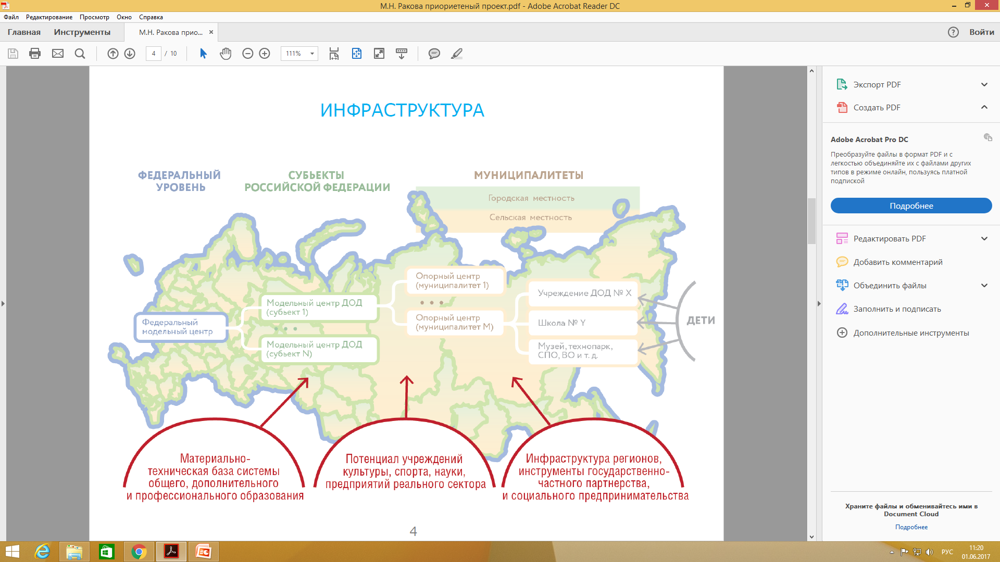 М.Н. Ракова приориетеный проект.pdf - Adobe Acrobat Reader DC
Файл Редактирование Просмотр Окно Справка
Главная Инструменты М.Н. Ракова прио... × Войти
4 / 10 111%
ИНФРАСТРУКТУРА
ФЕДЕРАЛЬНЫЙ
УРОВЕНЬ
СУБЬЕКТЫ
РОССИЙСКОЙ ФЕДЕРАЦИИ
МУНИЦИПАЛИТЕТЫ
Городская местность
Сельская местность
Федеральный
модельный центр
Модельный центр ДОД
(субьект 1)
• • •
Модельный центр ДОД
(субьект N)
Опорный центр
(муниципалитет 1)
• • •
Опорный центр
(муниципалитет М)
Учреждение ДОД № X
Школа № Y
Музей, технопарк,
СПО, ВО и т. д.
ДЕТИ
Материально-
техническая база системы
общего, дополнительного
и профессионального образования
Потенциал учреждений
культуры, спорта, науки,
предприятий реального сектора
Инфраструктура регионов,
инструменты государственно-
частного партнерства,
и социального предпринимательства
4
Экспорт PDF
Создать PDF
Adobe Acrobat Pro DC
Преобразуйте файлы в формат PDF и с
легкостью объединяйте их с файлами других
типов в режиме онлайн, пользуясь платной
подпиской
Подробнее
Редактировать PDF
Добавить комментарий
Объединить файлы
Заполнить и подписать
Дополнительные инструменты
Храните файлы и обменивайтесь ими в
Document Cloud
Подробнее
РУС
11:20
01.06.2017